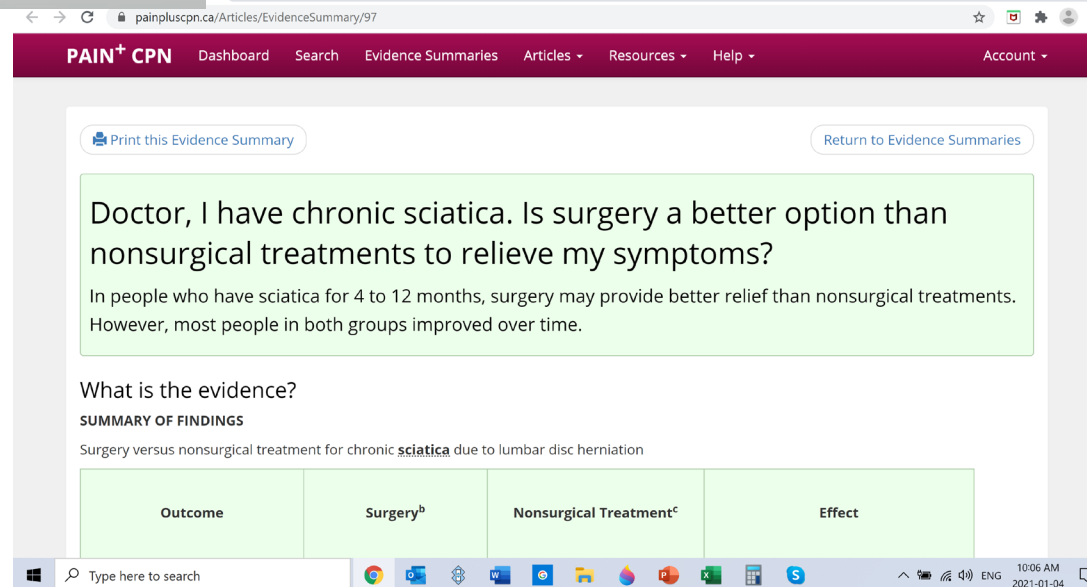 painpluscpn.ca/Articles/EvidenceSummary/97
PAIN+ CPN Dashboard Search Evidence Summaries Articles Resources Help Account
Print this Evidence Summary Return to Evidence Summaries
Doctor, I have chronic sciatica. Is surgery a better option than
nonsurgical treatments to relieve my symptoms?
In people who have sciatica for 4 to 12 months, surgery may provide better relief than nonsurgical treatments.
However, most people in both groups improved over time.
What is the evidence?
SUMMARY OF FINDINGS
Surgery versus nonsurgical treatment for chronic sciatica due to lumbar disc herniation
Outcome Surgeryb Nonsurgical Treatmentc Effect
Type here to search ENG 10:06 AM
2021-01-04